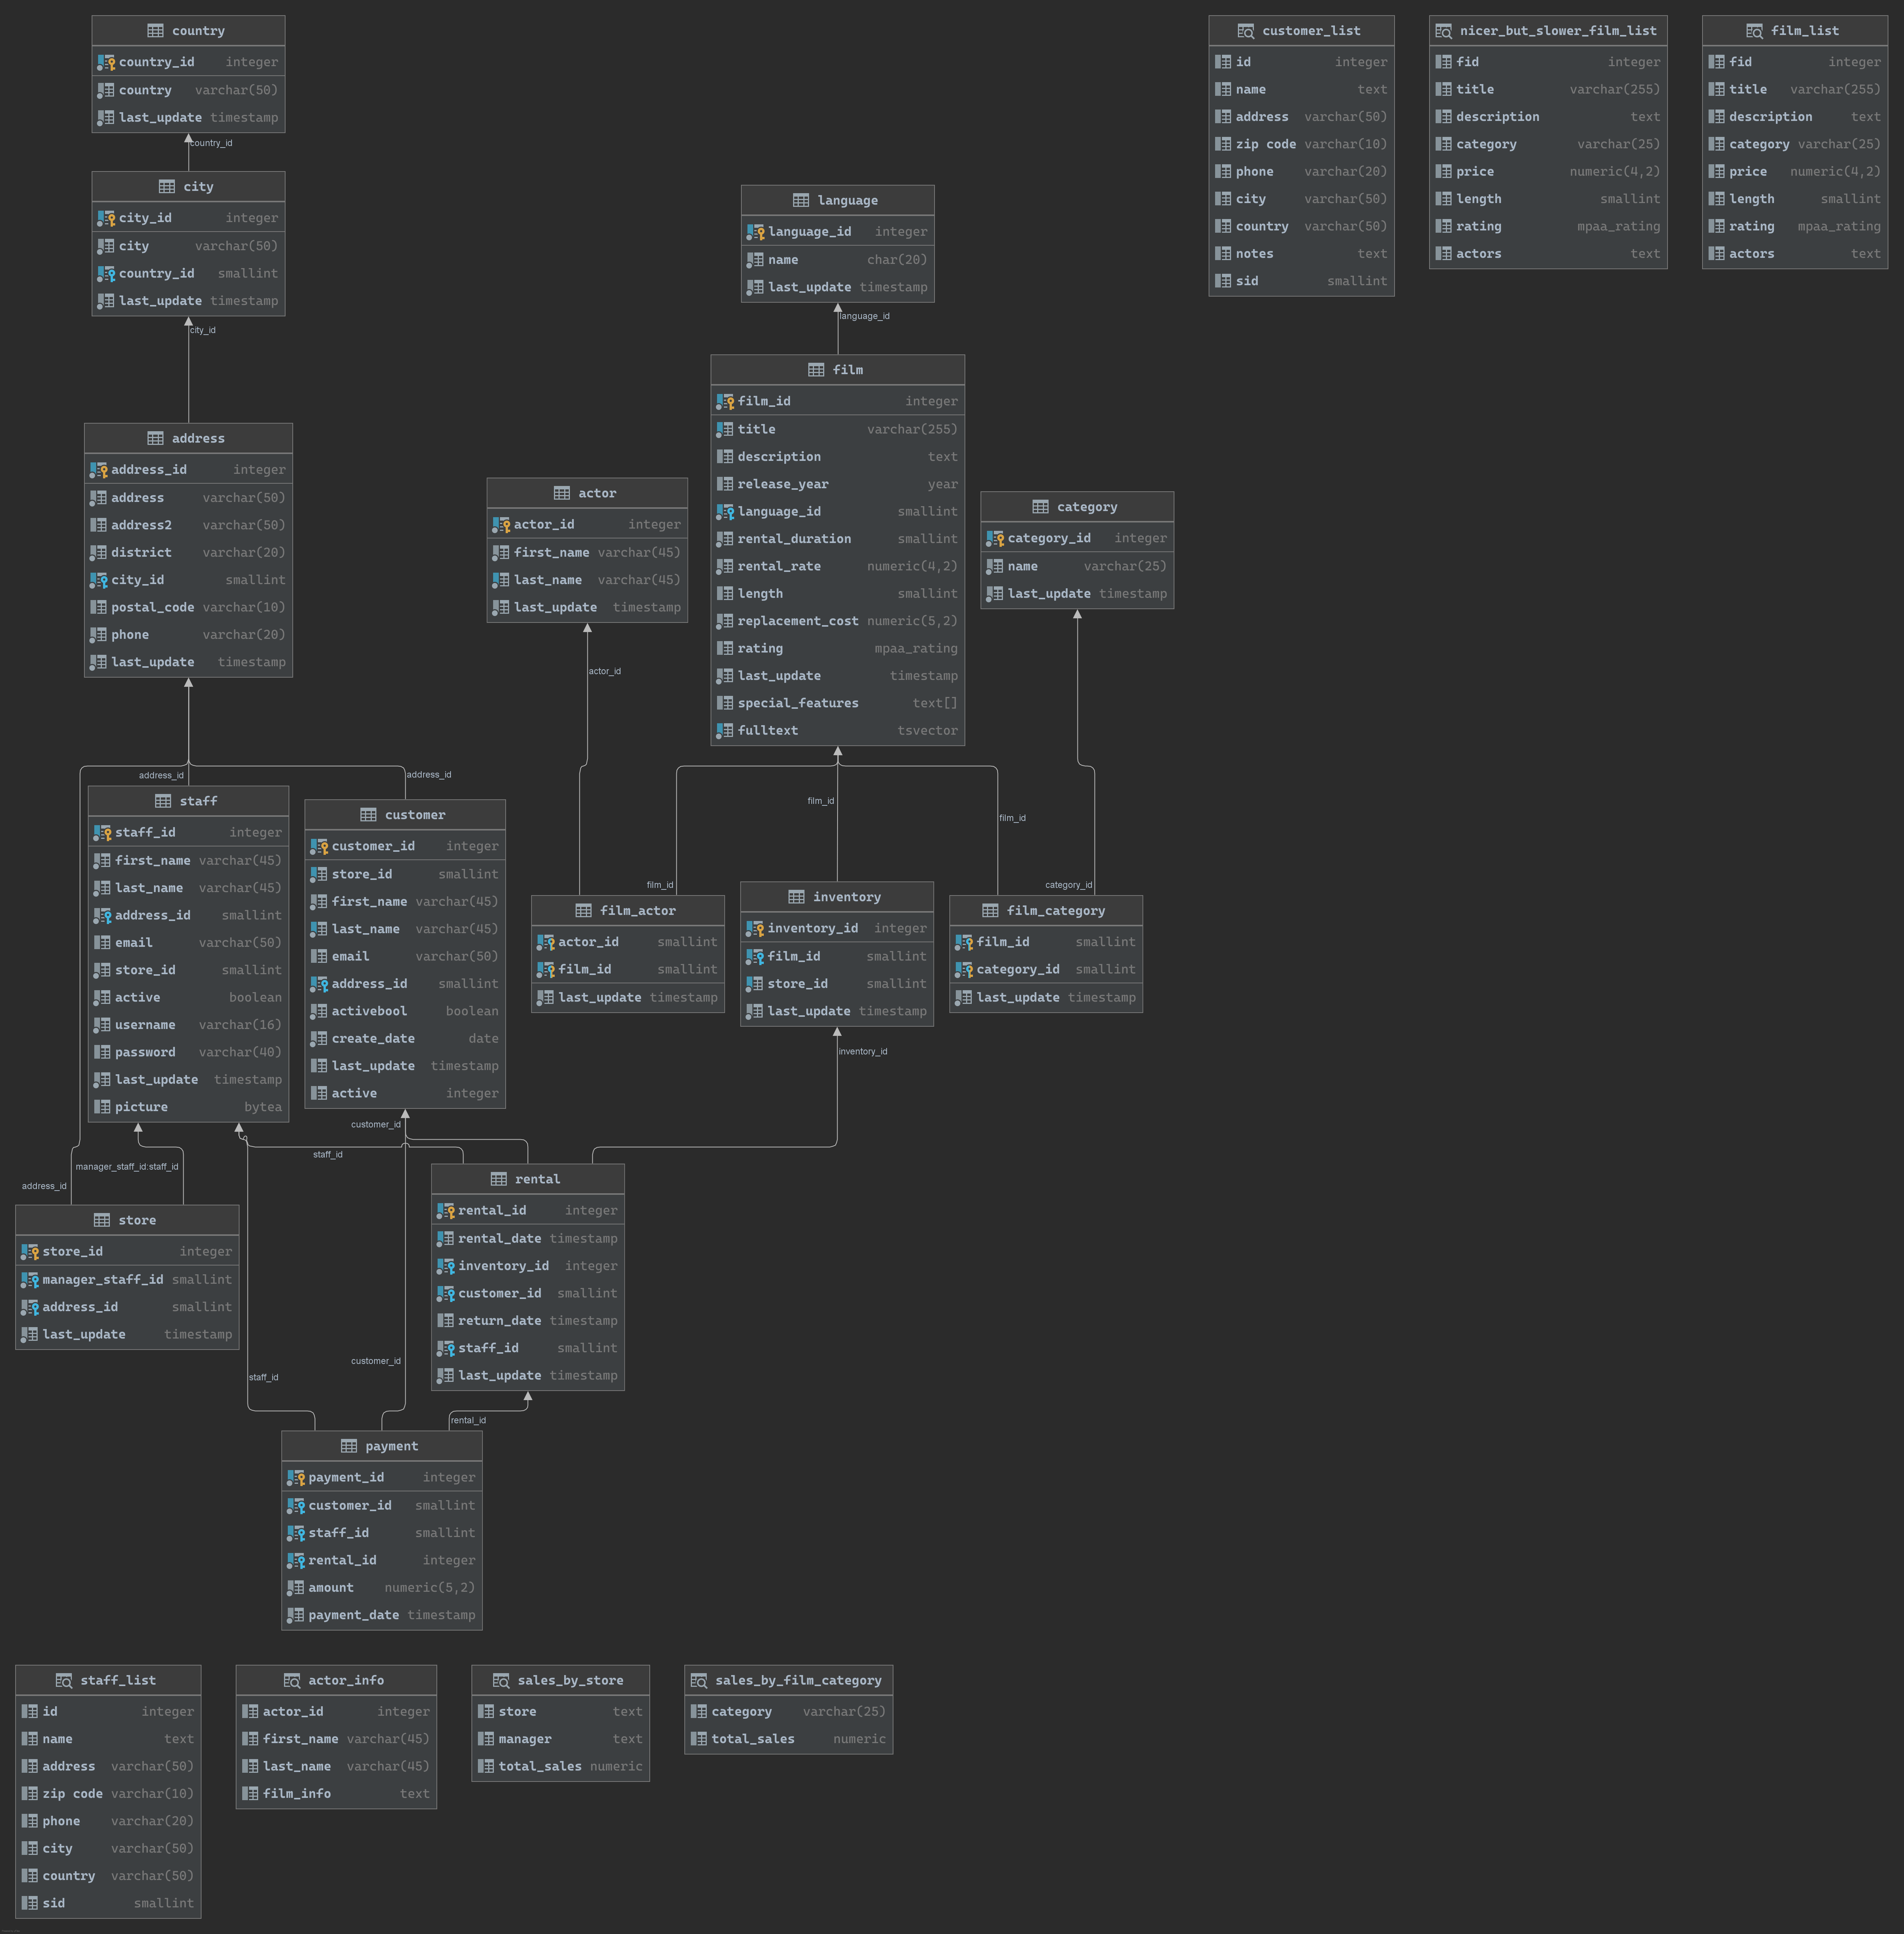 country
country_id integer
country varchar(50)
last_update timestamp
country_id
city
city_id integer
city varchar(50)
country_id smallint
last_update timestamp
city_id
address
address_id integer
address varchar(50)
address2 varchar(50)
district varchar(20)
city_id smallint
postal_code varchar(10)
phone varchar(20)
last_update timestamp
address_id
address_id
address_id
staff
staff_id integer
first_name varchar(45)
last_name varchar(45)
address_id smallint
email varchar(50)
store_id smallint
active boolean
username varchar(16)
password varchar(40)
last_update timestamp
picture bytea
manager_staff_id:staff_id
staff_id
staff_id
store
store_id integer
manager_staff_id smallint
address_id smallint
last_update timestamp
customer
customer_id integer
store_id smallint
first_name varchar(45)
last_name varchar(45)
email varchar(50)
address_id smallint
activebool boolean
create_date date
last_update timestamp
active integer
customer_id
customer_id
actor
actor_id integer
first_name varchar(45)
last_name varchar(45)
last_update timestamp
actor_id
language
language_id integer
name char(20)
last_update timestamp
language_id
film
film_id integer
title varchar(255)
description text
release_year year
language_id smallint
rental_duration smallint
rental_rate numeric(4,2)
length smallint
replacement_cost numeric(5,2)
rating mpaa_rating
last_update timestamp
special_features text[]
fulltext tsvector
category
category_id integer
name varchar(25)
last_update timestamp
film_id
film_id
film_id
category_id
film_actor
actor_id smallint
film_id smallint
last_update timestamp
inventory
inventory_id integer
film_id smallint
store_id smallint
last_update timestamp
inventory_id
film_category
film_id smallint
category_id smallint
last_update timestamp
rental
rental_id integer
rental_date timestamp
inventory_id integer
customer_id smallint
return_date timestamp
staff_id smallint
last_update timestamp
rental_id
payment
payment_id integer
customer_id smallint
staff_id smallint
rental_id integer
amount numeric(5,2)
payment_date timestamp
customer_list
id integer
name text
address varchar(50)
zip code varchar(10)
phone varchar(20)
city varchar(50)
country varchar(50)
notes text
sid smallint
nicer_but_slower_film_list
fid integer
title varchar(255)
description text
category varchar(25)
price numeric(4,2)
length smallint
rating mpaa_rating
actors text
film_list
fid integer
title varchar(255)
description text
category varchar(25)
price numeric(4,2)
length smallint
rating mpaa_rating
actors text
staff_list
id integer
name text
address varchar(50)
zip code varchar(10)
phone varchar(20)
city varchar(50)
country varchar(50)
sid smallint
actor_info
actor_id integer
first_name varchar(45)
last_name varchar(45)
film_info text
sales_by_store
store text
manager text
total_sales numeric
sales_by_film_category
category varchar(25)
total_sales numeric